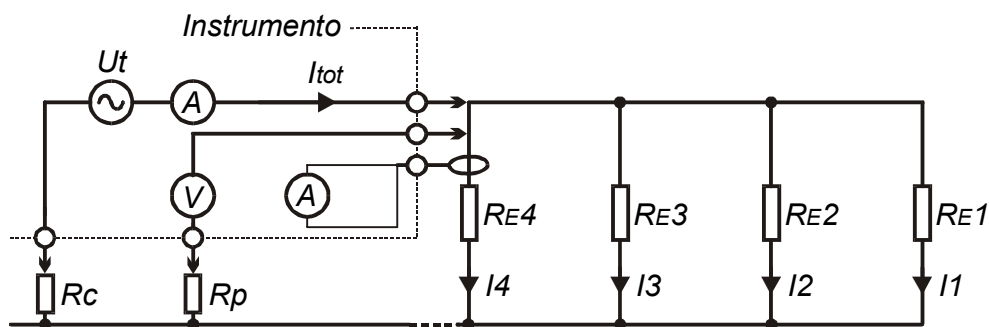 Instrumento
Ut
Itot
A
V
A
RE4
RE3
RE2
RE1
Rc
Rp
I4
I3
I2
I1